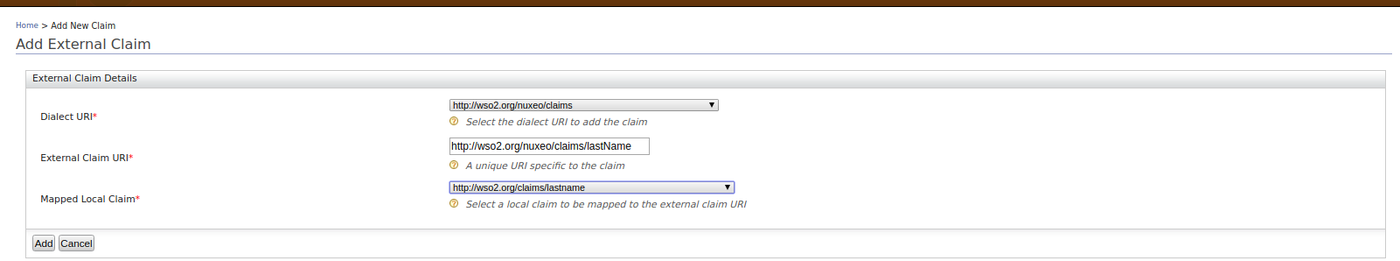 Home > Add New Claim
Add External Claim
External Claim Details
Dialect URI*
http://wso2.org/nuxeo/claims
Select the dialect URI to add the claim
External Claim URI*
http://wso2.org/nuxeo/claims/lastName
A unique URI specific to the claim
Mapped Local Claim*
http://wso2.org/claims/lastname
Select a local claim to be mapped to the external claim URI
Add Cancel